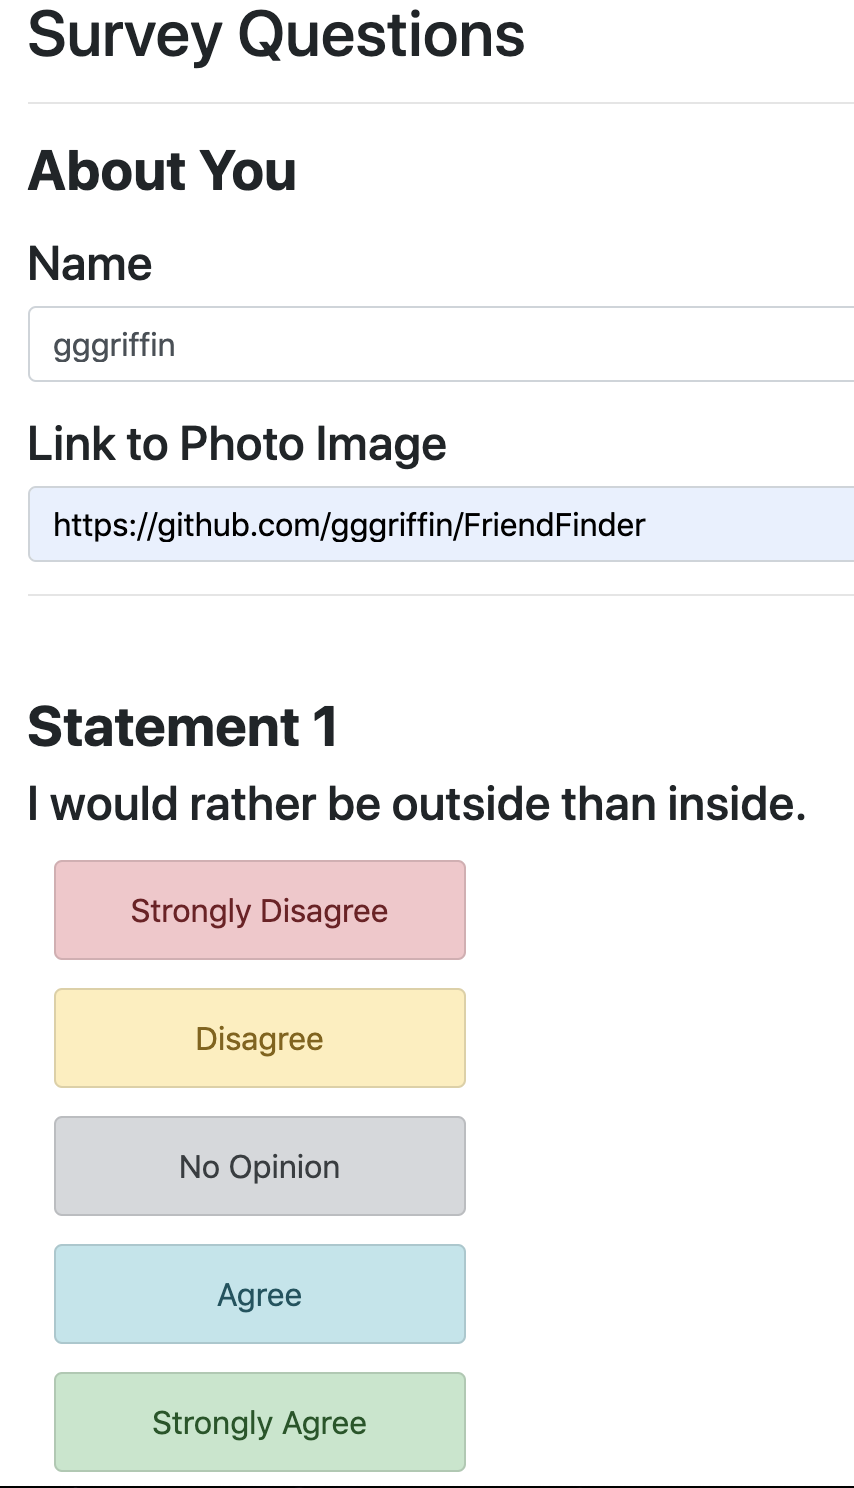 Survey Questions
About You
Name
gggriffin
Link to Photo Image
https://github.com/gggriffin/FriendFinder
Statement 1
I would rather be outside than inside.
Strongly Disagree
Disagree
No Opinion
Agree
Strongly Agree